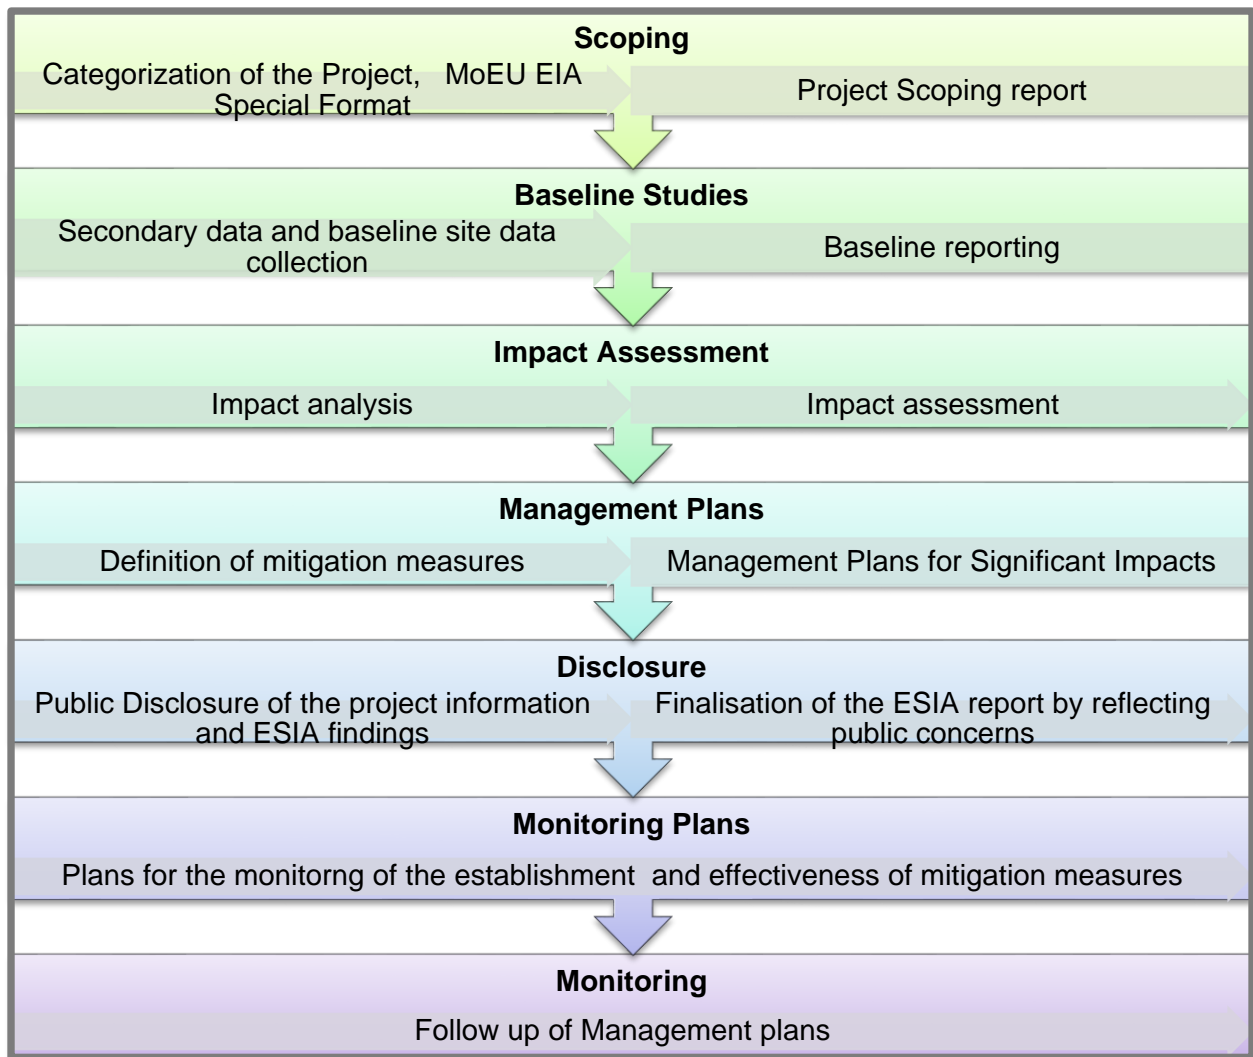 Scoping
Categorization of the Project,   MoEU EIA
Special Format
Project Scoping report
Baseline Studies
Secondary data and baseline site data
collection
Baseline reporting
Impact Assessment
Impact analysis
Impact assessment
Management Plans
Definition of mitigation measures
Management Plans for Significant Impacts
Disclosure
Public Disclosure of the project information
and ESIA findings
Finalisation of the ESIA report by reflecting
public concerns
Monitoring Plans
Plans for the monitorng of the establishment  and effectiveness of mitigation measures
Monitoring
Follow up of Management plans